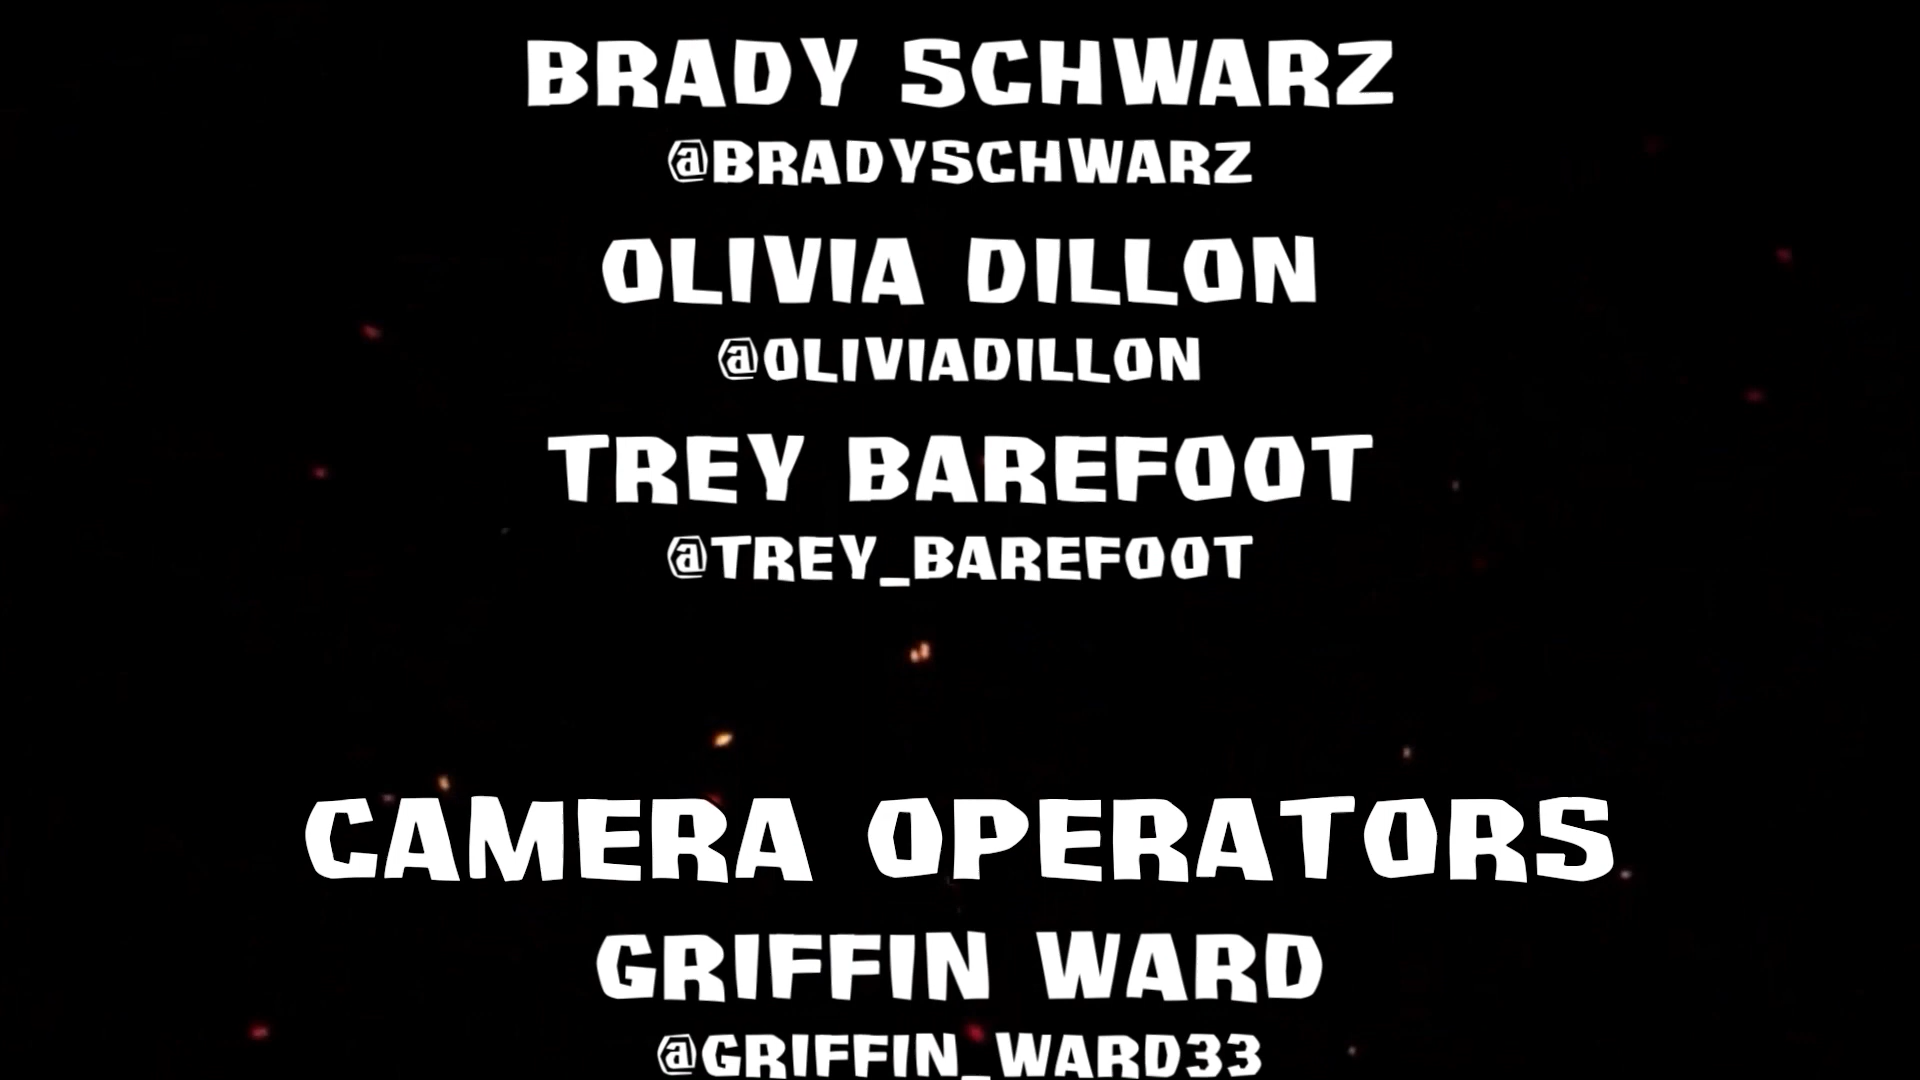 BRADY SCHWARZ
@BRADYSCHWARZ
OLIVIA DILLON
@OLIVIADILLON
TREY BAREFOOT
@TREY_BAREFOOT
CAMERA OPERATORS
GRIFFIN WARD
@GRIFFIN_WARD33